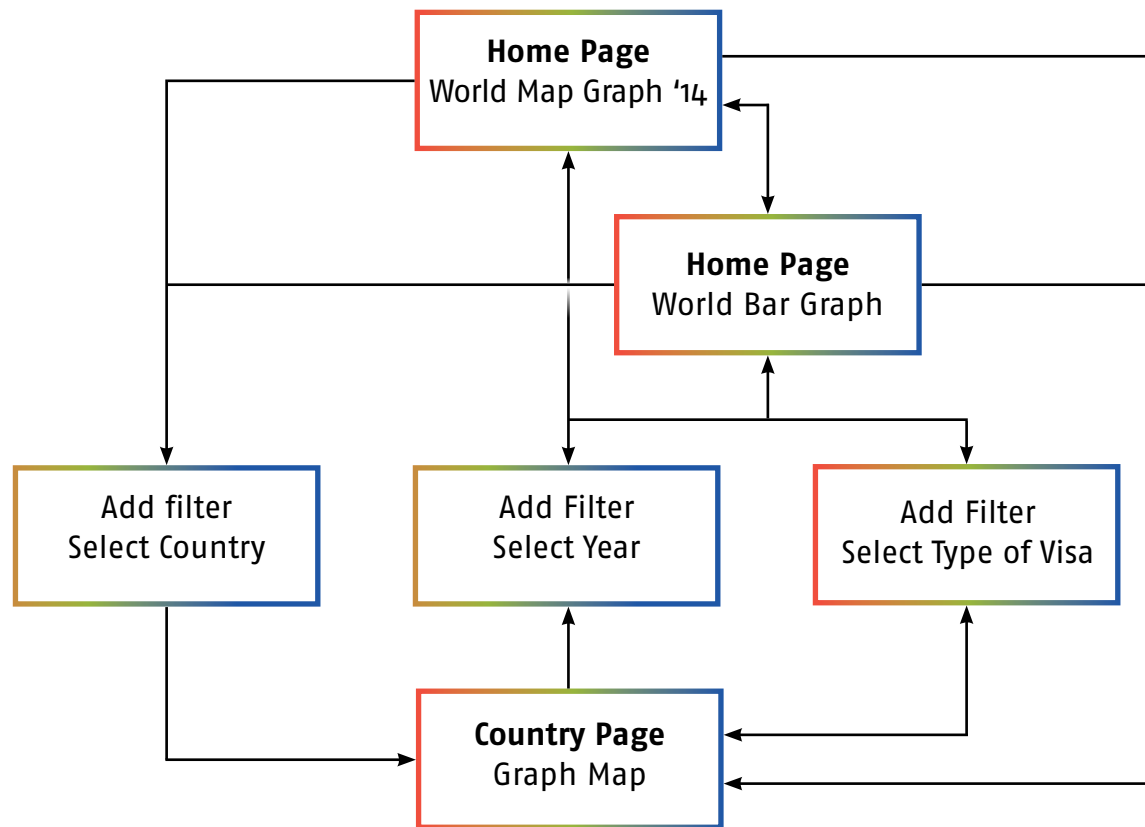 Home Page
World Map Graph ‘14
Home Page
World Bar Graph
Add filter
Select Country
Add Filter
Select Year
Add Filter
Select Type of Visa
Country Page
Graph Map